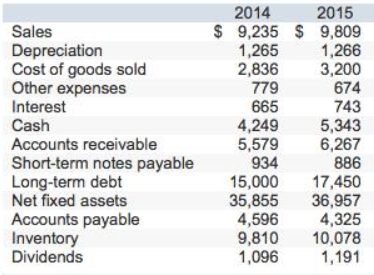 2014 2015
Sales $ 9,235 $ 9,809
Depreciation 1,265 1,266
Cost of goods sold 2,836 3,200
Other expenses 779 674
Interest 665 743
Cash 4,249 5,343
Accounts receivable 5,579 6,267
Short-term notes payable 934 886
Long-term debt 15,000 17,450
Net fixed assets 35,855 36,957
Accounts payable 4,596 4,325
Inventory 9,810 10,078
Dividends 1,096 1,191